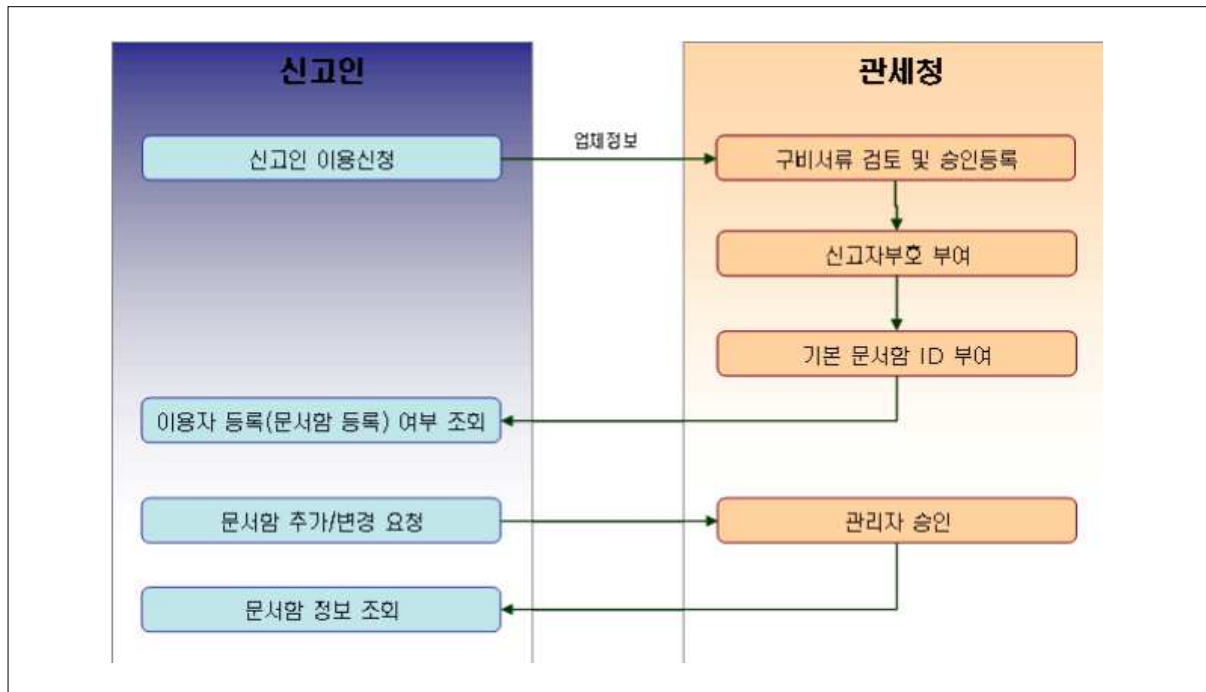 신고인
관세청
신고인 이용신청
업체정보
구비서류 검토 및 승인등록
신고자부호 부여
기본 문서함 ID 부여
이용자 등록(문서함 등록) 여부 조회
문서함 추가/변경 요청
관리자 승인
문서함 정보 조회